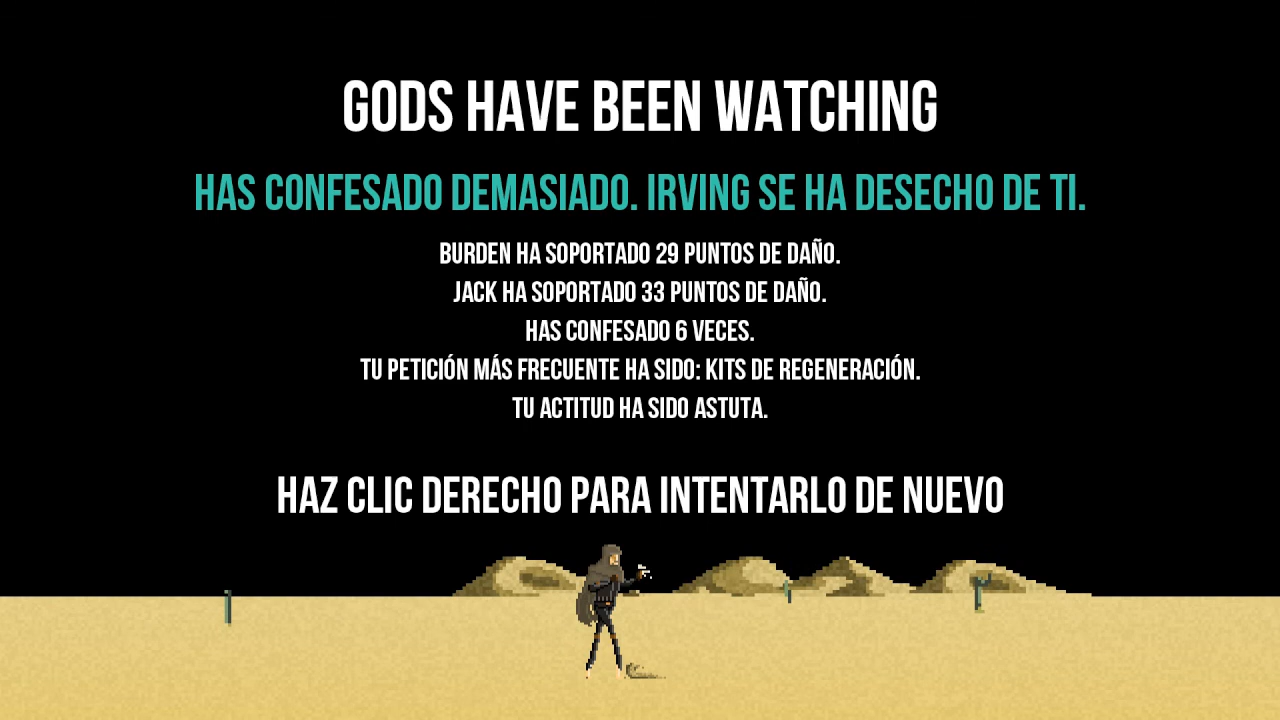 GODS HAVE BEEN WATCHING
HAS CONFESADO DEMASIADO. IRVING SE HA DESECHO DE TI.
BURDEN HA SOPORTADO 29 PUNTOS DE DAÑO.
JACK HA SOPORTADO 33 PUNTOS DE DAÑO.
HAS CONFESADO 6 VECES.
TU PETICIÓN MÁS FRECUENTE HA SIDO: KITS DE REGENERACIÓN.
TU ACTITUD HA SIDO ASTUTA.
HAZ CLIC DERECHO PARA INTENTARLO DE NUEVO